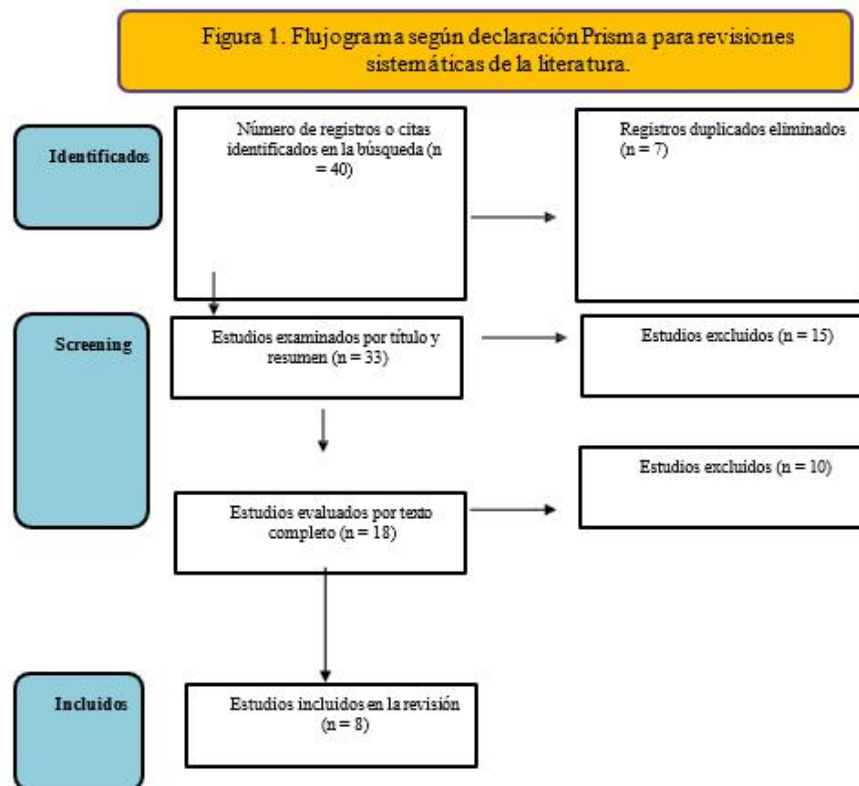 Figura 1. Flujograma según declaración Prisma para revisiones
sistemáticas de la literatura.
Identificados
Número de registros o citas
identificados en la búsqueda (n
= 40)
Registros duplicados eliminados
(n = 7)
Screening
Estudios examinados por título y
resumen (n = 33)
Estudios excluidos (n = 15)
Estudios excluidos (n = 10)
Estudios evaluados por texto
completo (n = 18)
Incluidos
Estudios incluidos en la revisión
(n = 8)